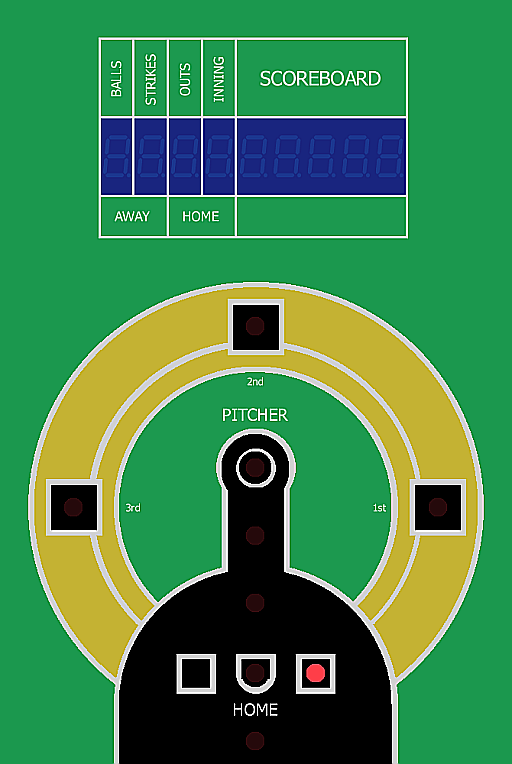 BALLS
STRIKES
OUTS
INNING
SCOREBOARD
AWAY
HOME
2nd
PITCHER
3rd
1st
HOME